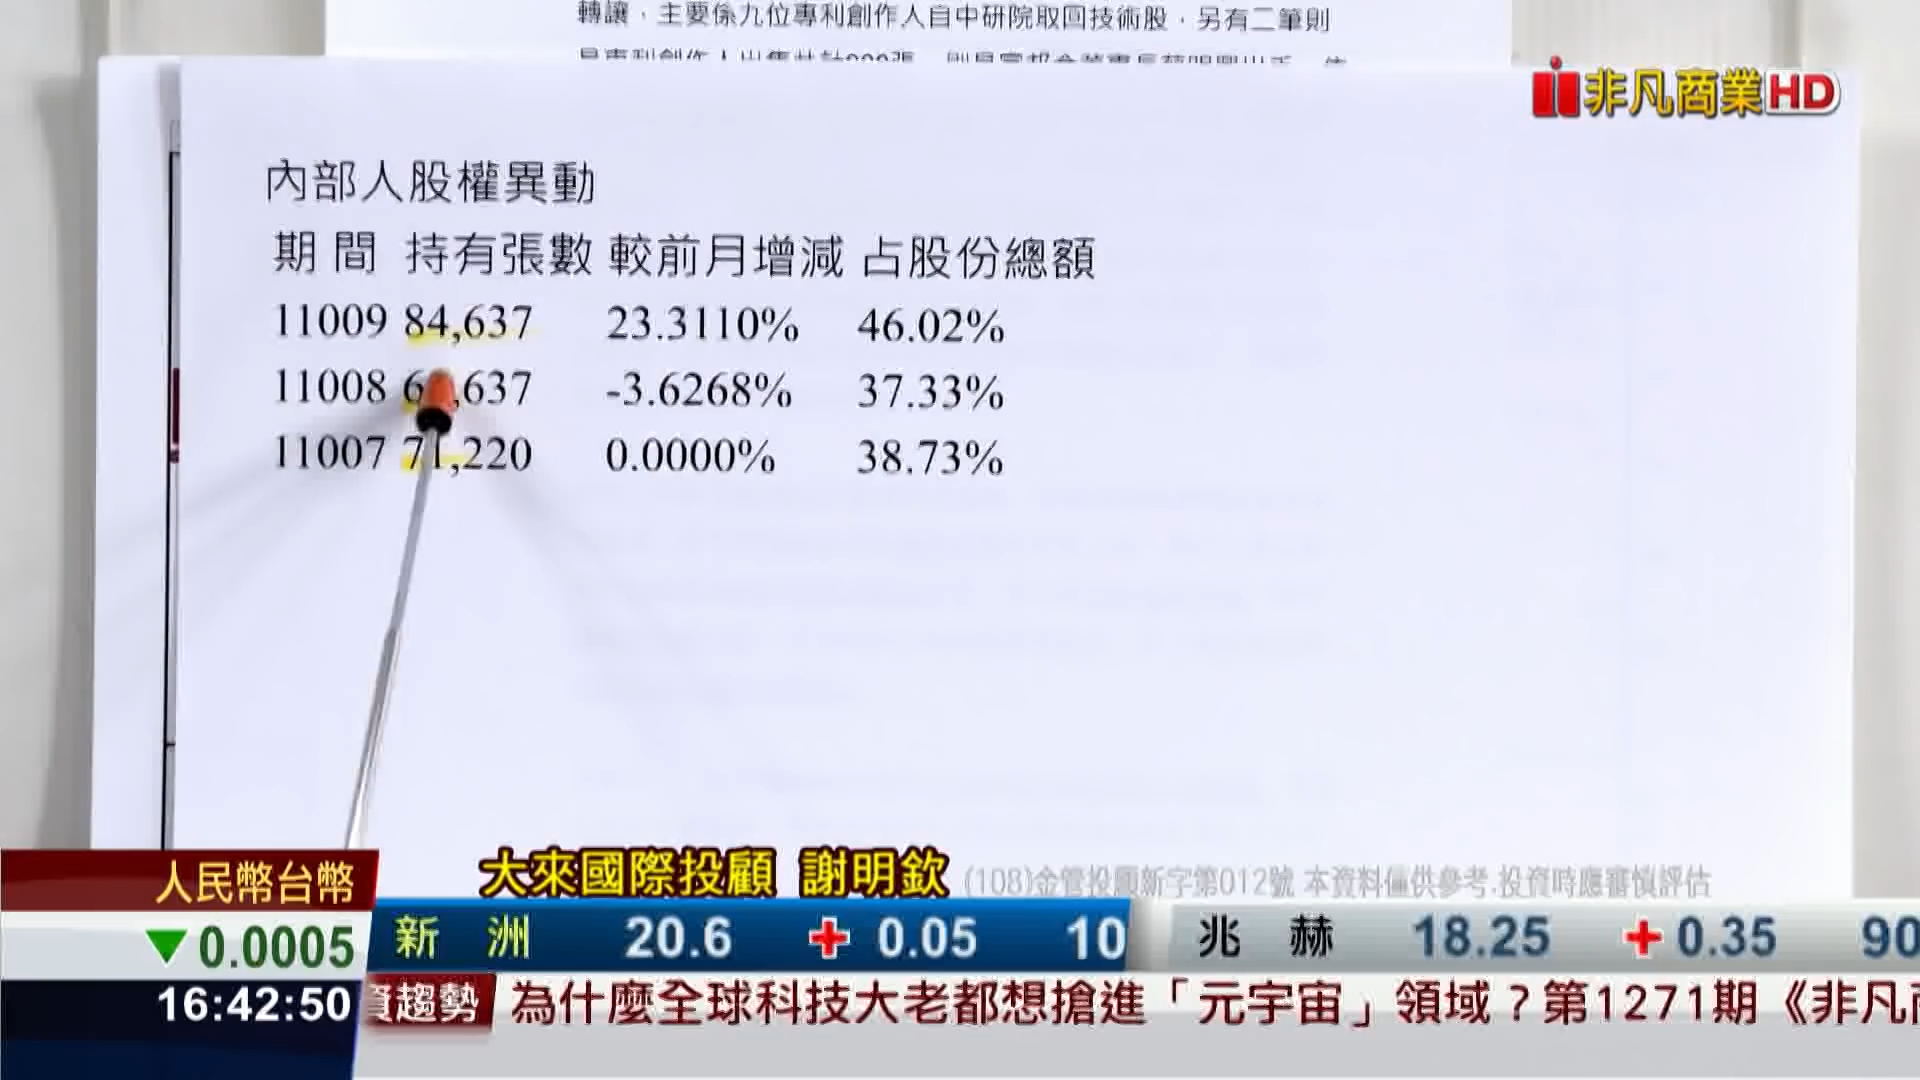 轉讓，主要係九位專利創作人自中研院取回技術股，另有二筆則
非凡商業HD
內部人股權異動
期間 持有張數 較前月增減 占股份總額
11009 84,637 23.3110% 46.02%
11008 6,637 -3.6268% 37.33%
11007 71,220 0.0000% 38.73%
人民幣台幣
大來國際投顧 謝明欽
(108)金管投顧新字第012號 本資料僅供參考,投資時應審慎評估
▼0.0005
新洲 20.6 + 0.05 10
兆赫 18.25 + 0.35 90
16:42:50
趨勢
為什麼全球科技大老都想搶進「元宇宙」領域？第1271期《非凡